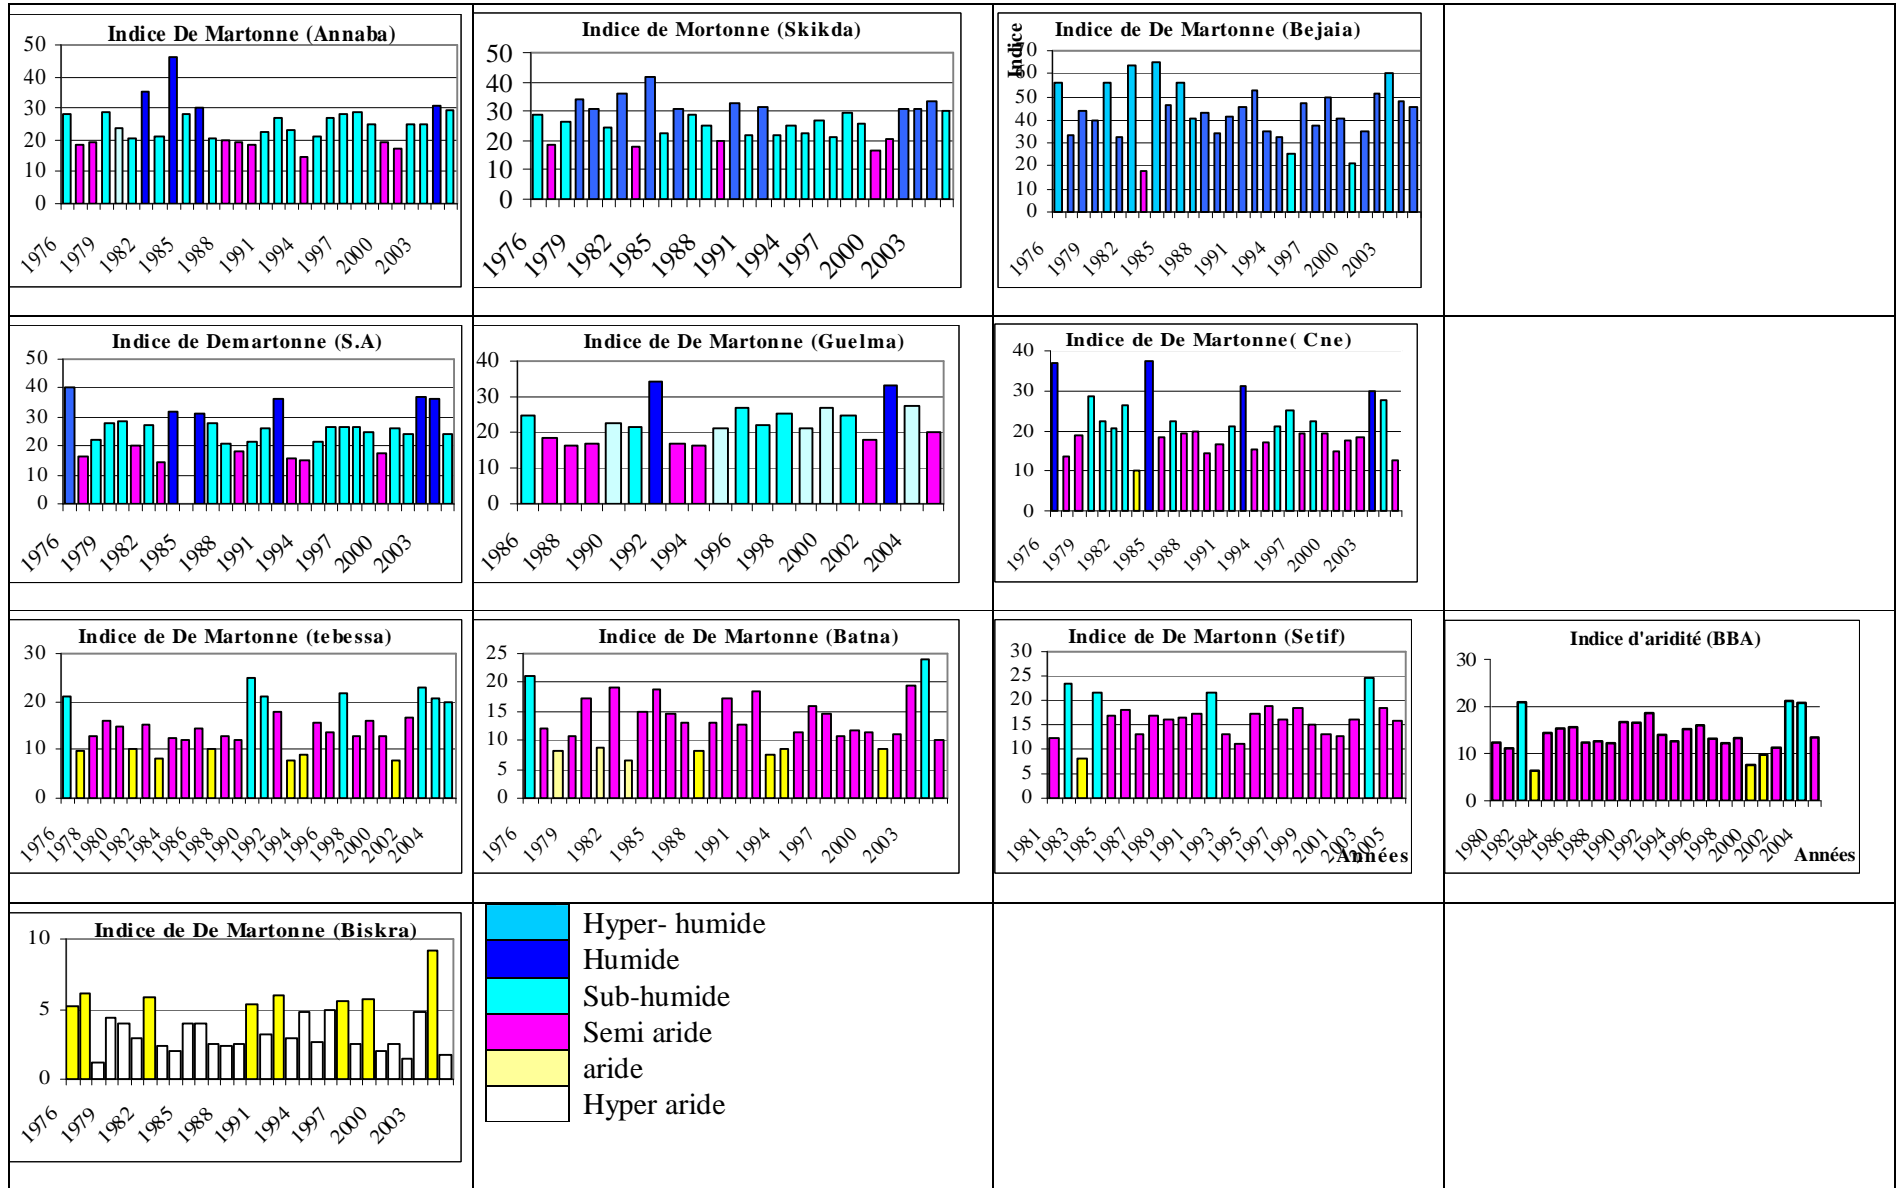 Indice De Martonne (Annaba)
50
40
30
20
10
0
1976 1979 1982 1985 1988 1991 1994 1997 2000 2003
Indice de Mortonne (Skikda)
50
40
30
20
10
0
1976 1979 1982 1985 1988 1991 1994 1997 2000 2003
Indice de De Martonne (Bejaia)
Indice
70
60
50
40
30
20
10
0
1976 1979 1982 1985 1988 1991 1994 1997 2000 2003
Indice de Demartonne (S.A)
50
40
30
20
10
0
1976 1979 1982 1985 1988 1991 1994 1997 2000 2003
Indice de De Martonne (Guelma)
40
30
20
10
0
1986 1988 1990 1992 1994 1996 1998 2000 2002 2004
Indice de De Martonne( Cne)
40
30
20
10
0
1976 1979 1982 1985 1988 1991 1994 1997 2000 2003
Indice de De Martonne (tebessa)
30
20
10
0
1976 1978 1980 1982 1984 1986 1988 1990 1992 1994 1996 1998 2000 2002 2004
Indice de De Martonne (Batna)
25
20
15
10
5
0
1976 1979 1982 1985 1988 1991 1994 1997 2000 2003
Indice de De Martonn (Setif)
30
25
20
15
10
5
0
1981 1983 1985 1987 1989 1991 1993 1995 1997 1999 2001 2003 2005
Années
Indice d'aridité (BBA)
30
20
10
0
1980 1982 1984 1986 1988 1990 1992 1994 1996 1998 2000 2002 2004
Années
Indice de De Martonne (Biskra)
10
5
0
1976 1979 1982 1985 1988 1991 1994 1997 2000 2003
Hyper- humide
Humide
Sub-humide
Semi aride
aride
Hyper aride